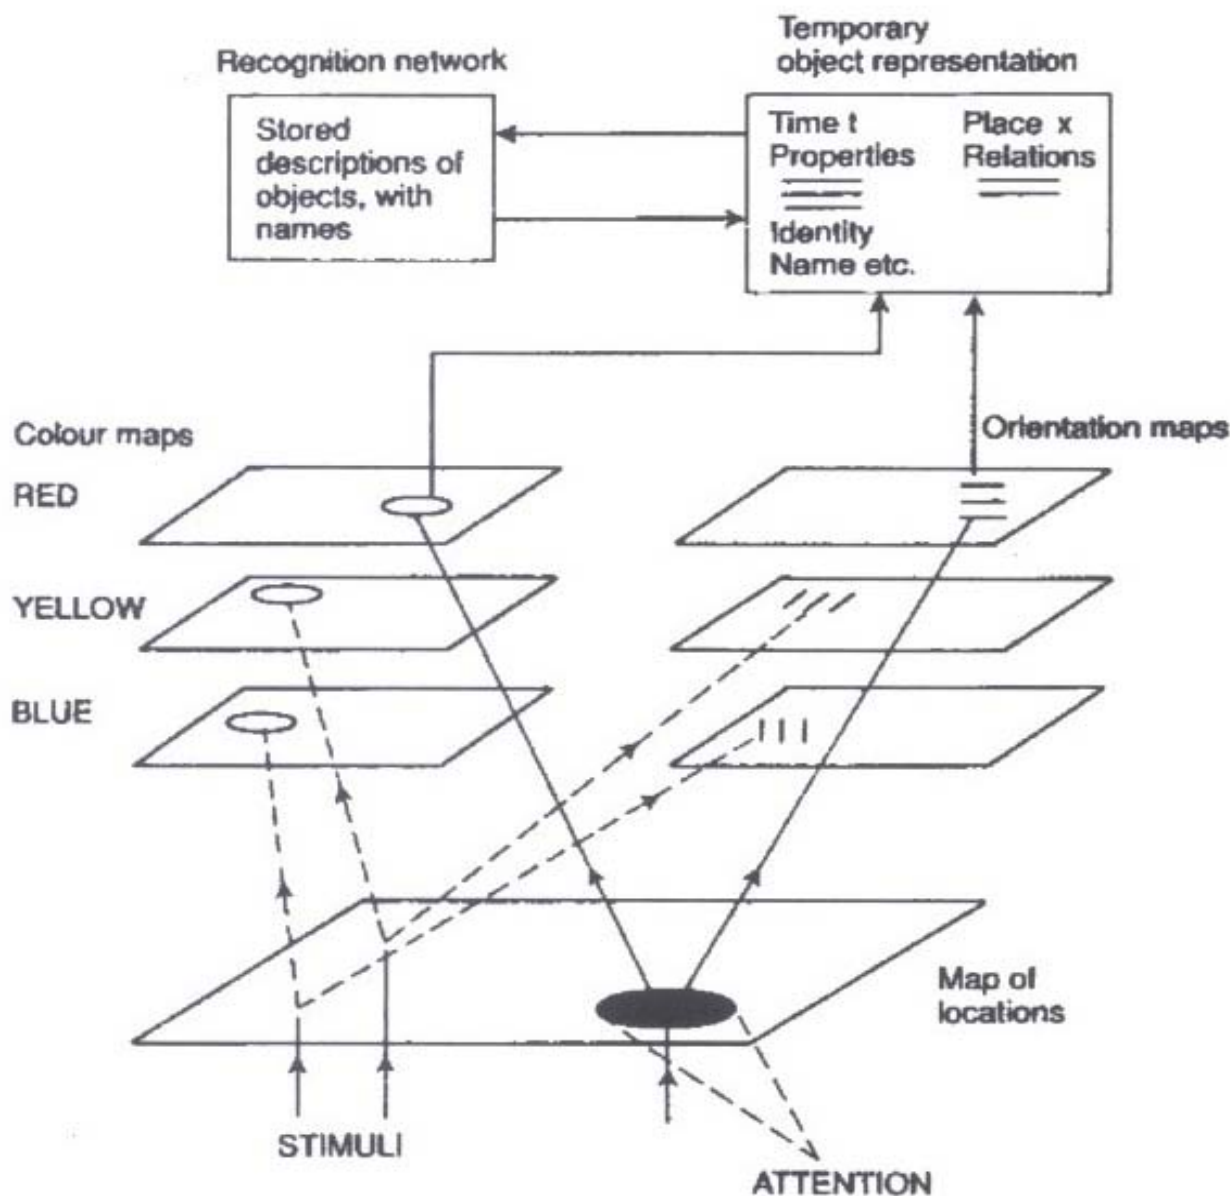 Recognition network
Temporary
object representation
Stored
descriptions of
objects, with
names
Time t
Properties
Identity
Name etc.
Place x
Relations
Colour maps
Orientation maps
RED
YELLOW
BLUE
Map of
locations
STIMULI
ATTENTION